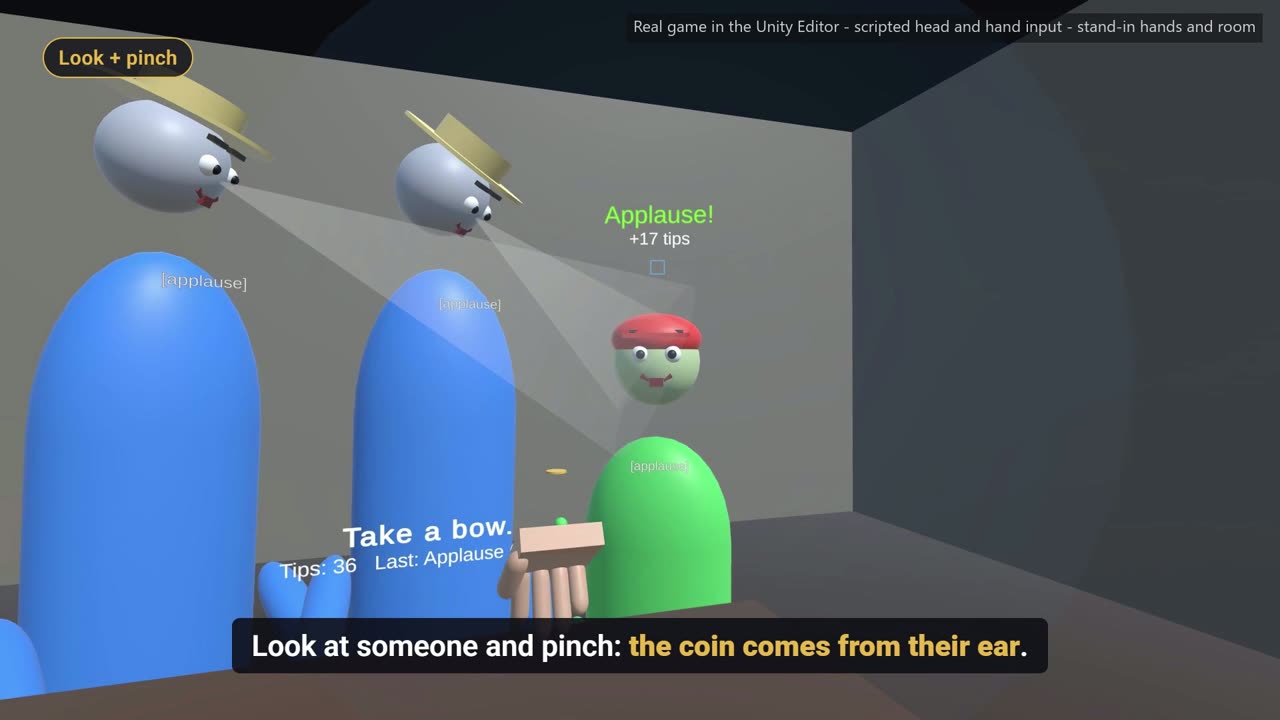 Real game in the Unity Editor - scripted head and hand input - stand-in hands and room
Look + pinch
Applause!
+17 tips
[applause]
[applause]
[applause]
Take a bow.
Tips: 36 Last: Applause
Look at someone and pinch: the coin comes from their ear.